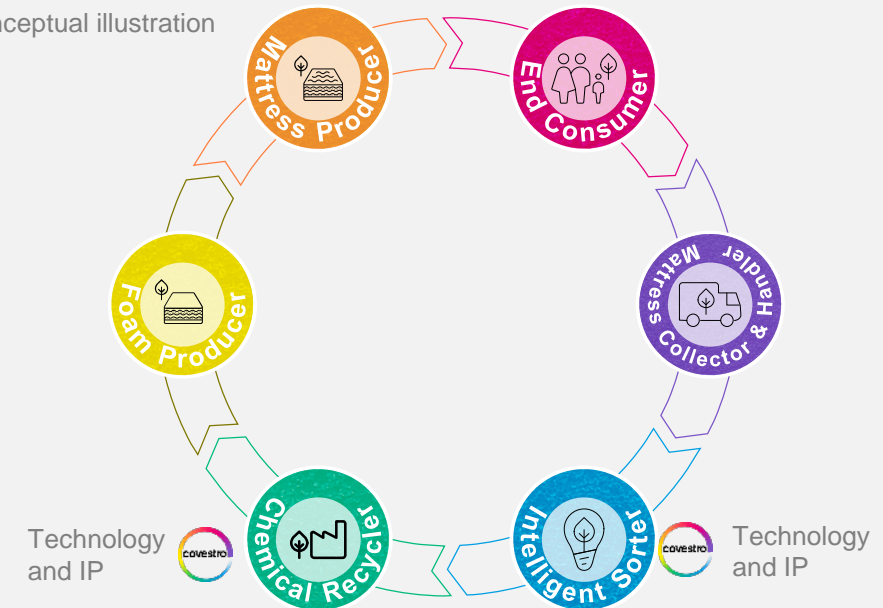 nceptual illustration
Mattress Producer
End Consumer
Foam Producer
Mattress Collector & Handler
Chemical Recycler
Intelligent Sorter
Technology
and IP
covestro
covestro
Technology
and IP